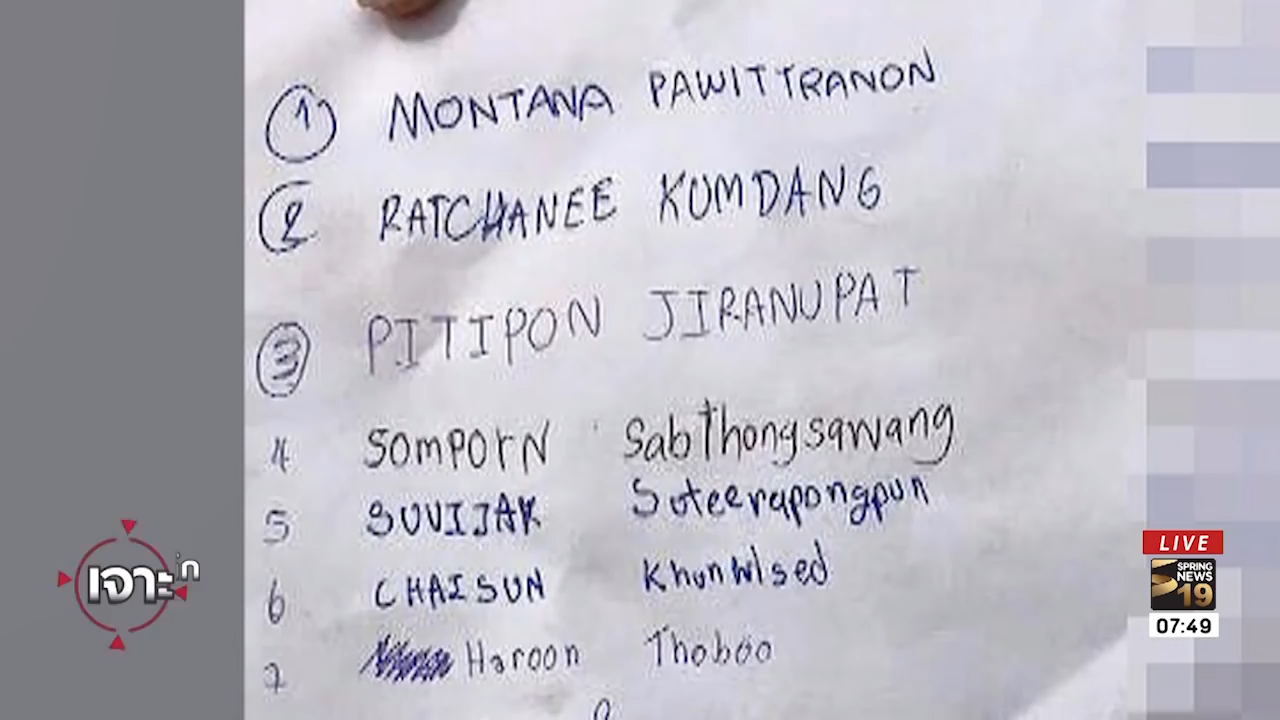 ① MONTANA PAWITTRANON
② RATCHANEE KUMDANG
③ PITIPON JIRANUPAT
4 SOMPOrN Sabthongsawang
5 SUVIJAK Suteerapongpun
6 CHAISUN Khunwised
7 Haroon Thoboo
เจาะ
LIVE
SPRING
NEWS
19
07:49